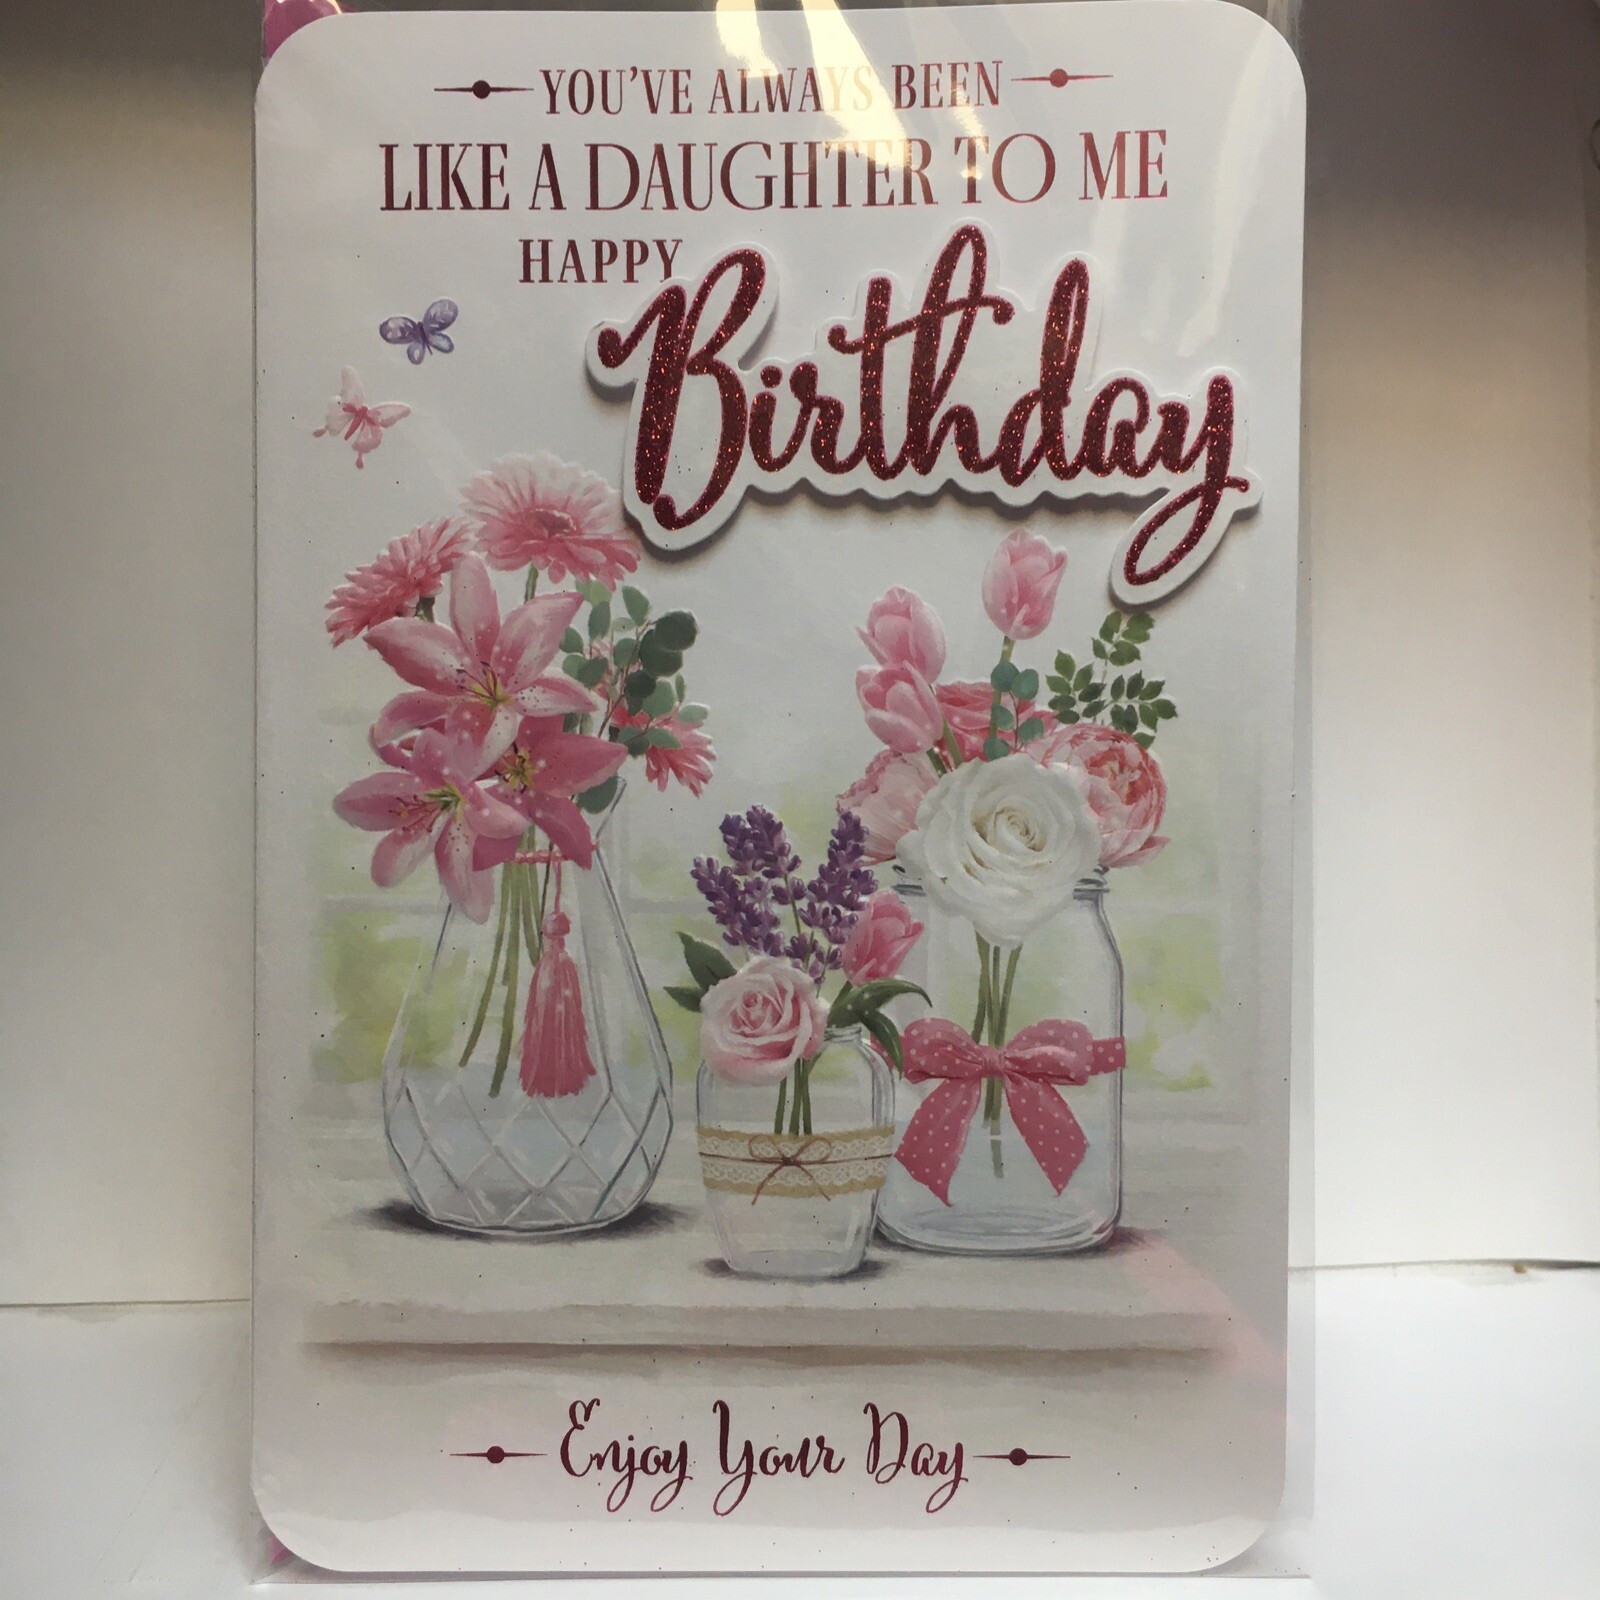 YOU'VE ALWAYS BEEN
LIKE A DAUGHTER TO ME
HAPPY
Birthday
Enjoy Your Day